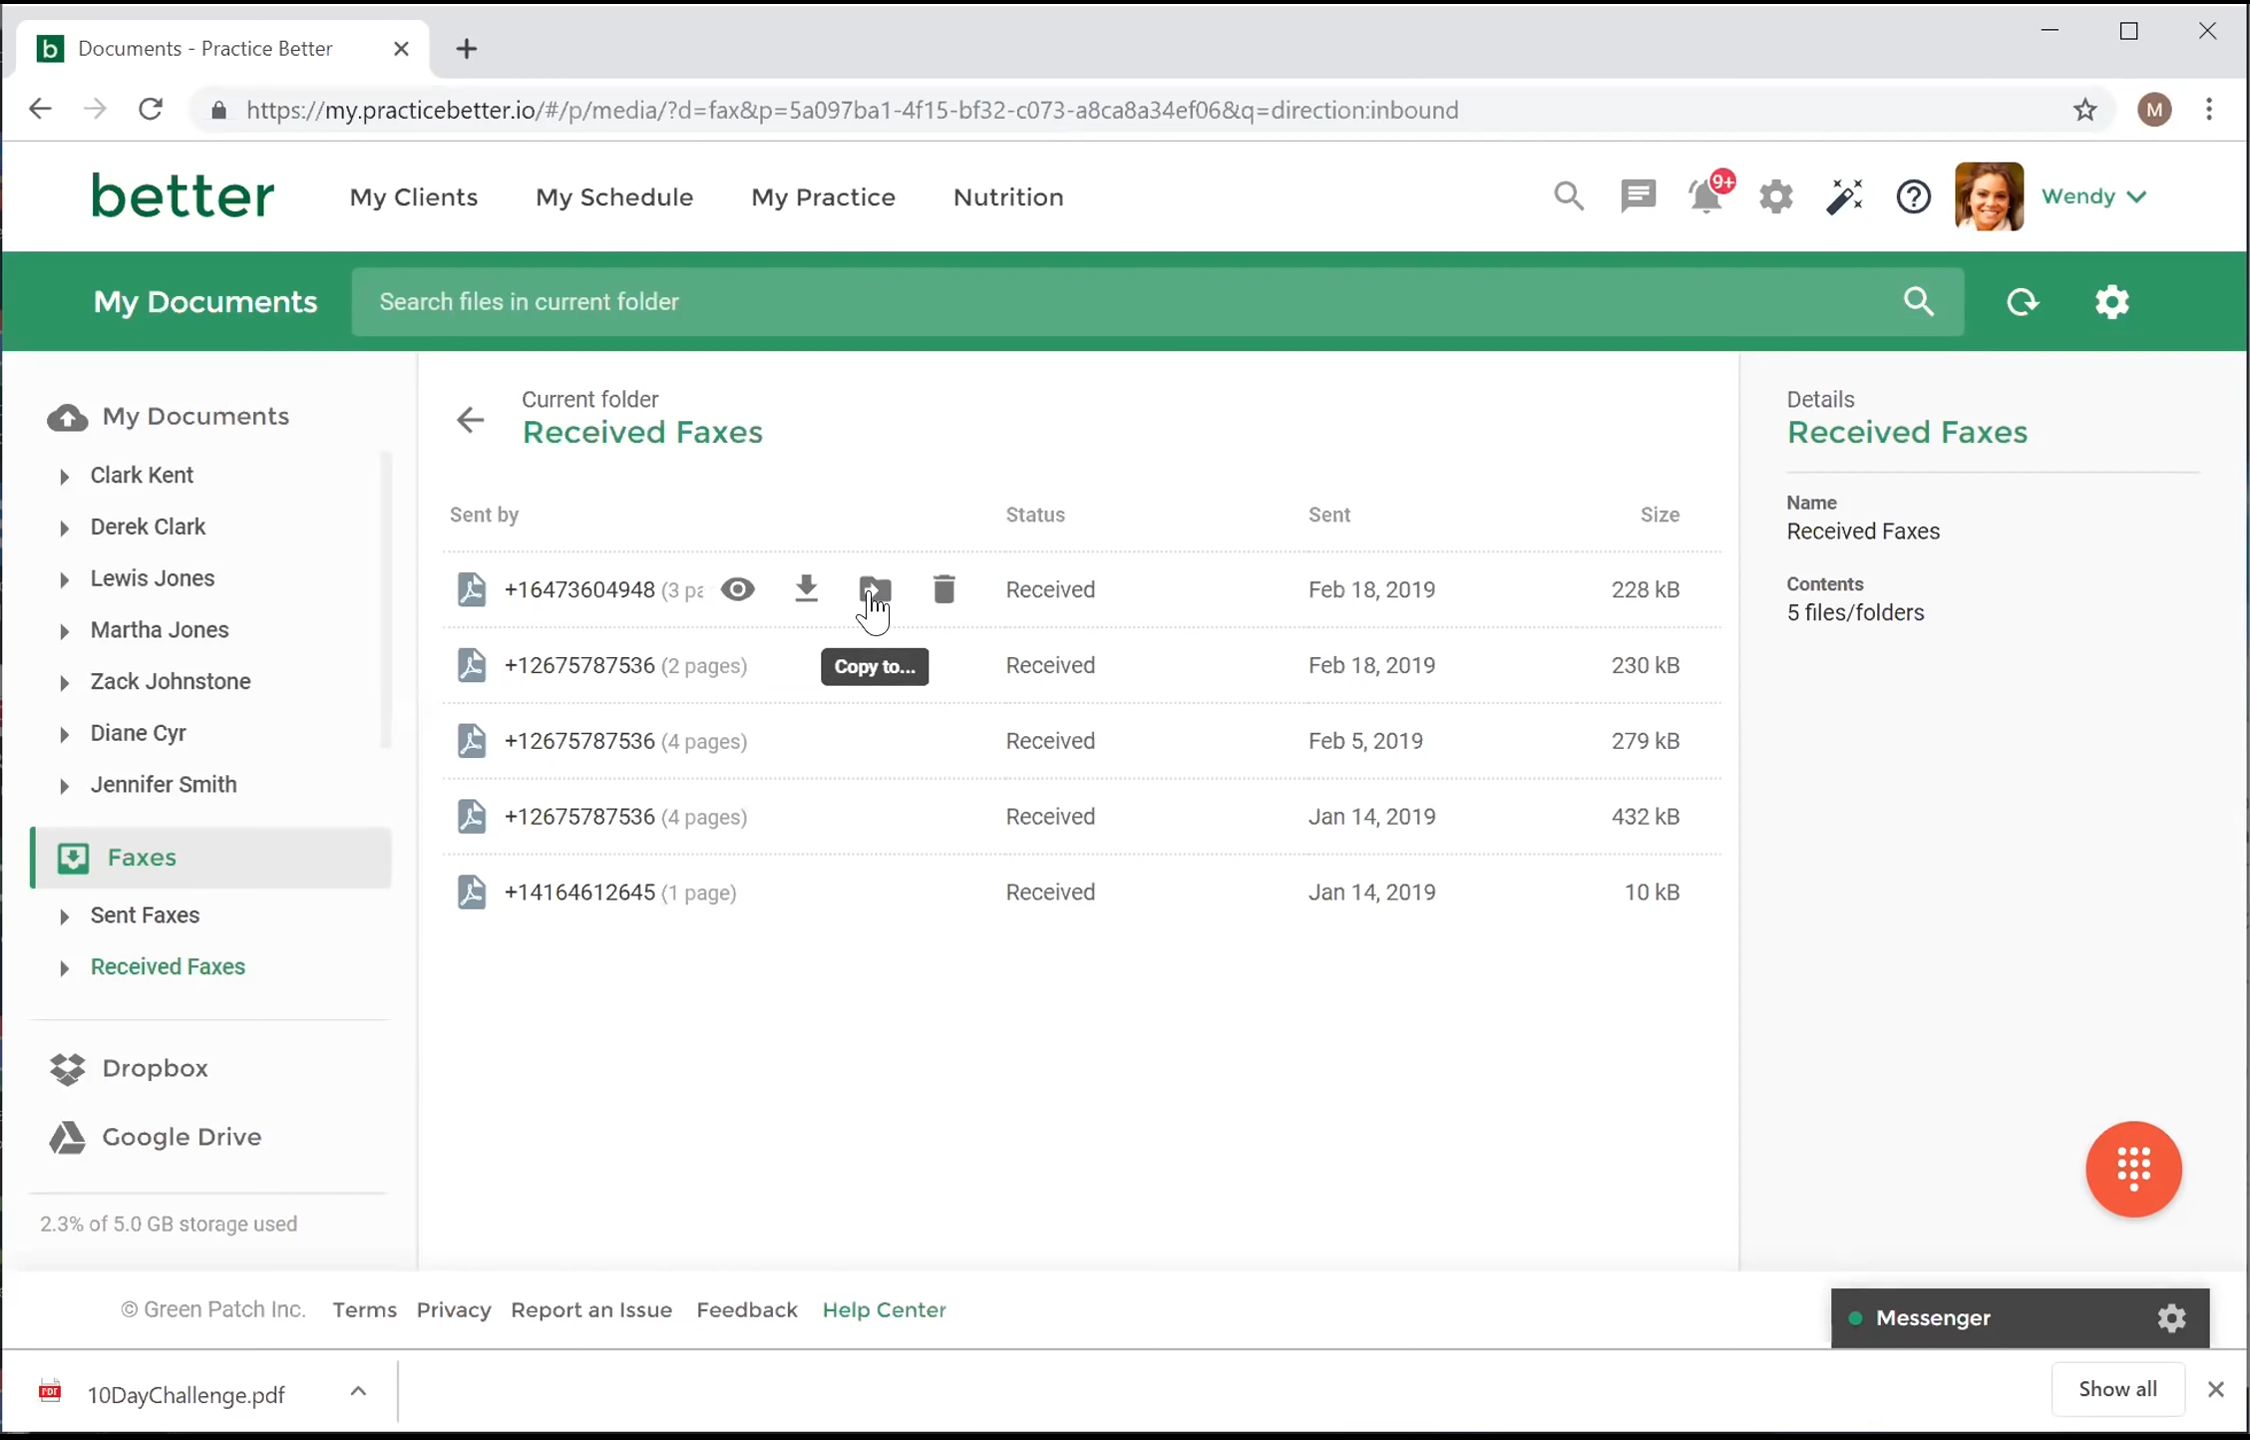 b Documents - Practice Better
https://my.practicebetter.io/#/p/media/?d=fax&p=5a097ba1-4f15-bf32-c073-a8ca8a34ef06&q=direction:inbound
M
better My Clients My Schedule My Practice Nutrition 9+ Wendy
My Documents Search files in current folder
My Documents
Clark Kent
Derek Clark
Lewis Jones
Martha Jones
Zack Johnstone
Diane Cyr
Jennifer Smith
Faxes
Sent Faxes
Received Faxes
Dropbox
Google Drive
2.3% of 5.0 GB storage used
Current folder
Received Faxes
Sent by Status Sent Size
+16473604948 (3 pa Received Feb 18, 2019 228 kB
+12675787536 (2 pages) Copy to... Received Feb 18, 2019 230 kB
+12675787536 (4 pages) Received Feb 5, 2019 279 kB
+12675787536 (4 pages) Received Jan 14, 2019 432 kB
+14164612645 (1 page) Received Jan 14, 2019 10 kB
Details
Received Faxes
Name
Received Faxes
Contents
5 files/folders
© Green Patch Inc. Terms Privacy Report an Issue Feedback Help Center
Messenger
PDF 10DayChallenge.pdf
Show all